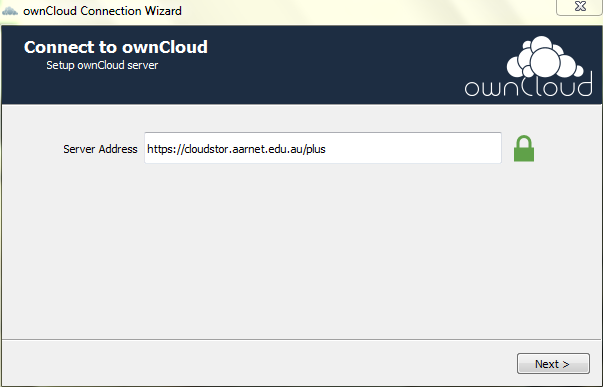 ownCloud Connection Wizard
Connect to ownCloud
Setup ownCloud server
ownCloud
Server Address https://cloudstor.aarnet.edu.au/plus
Next >